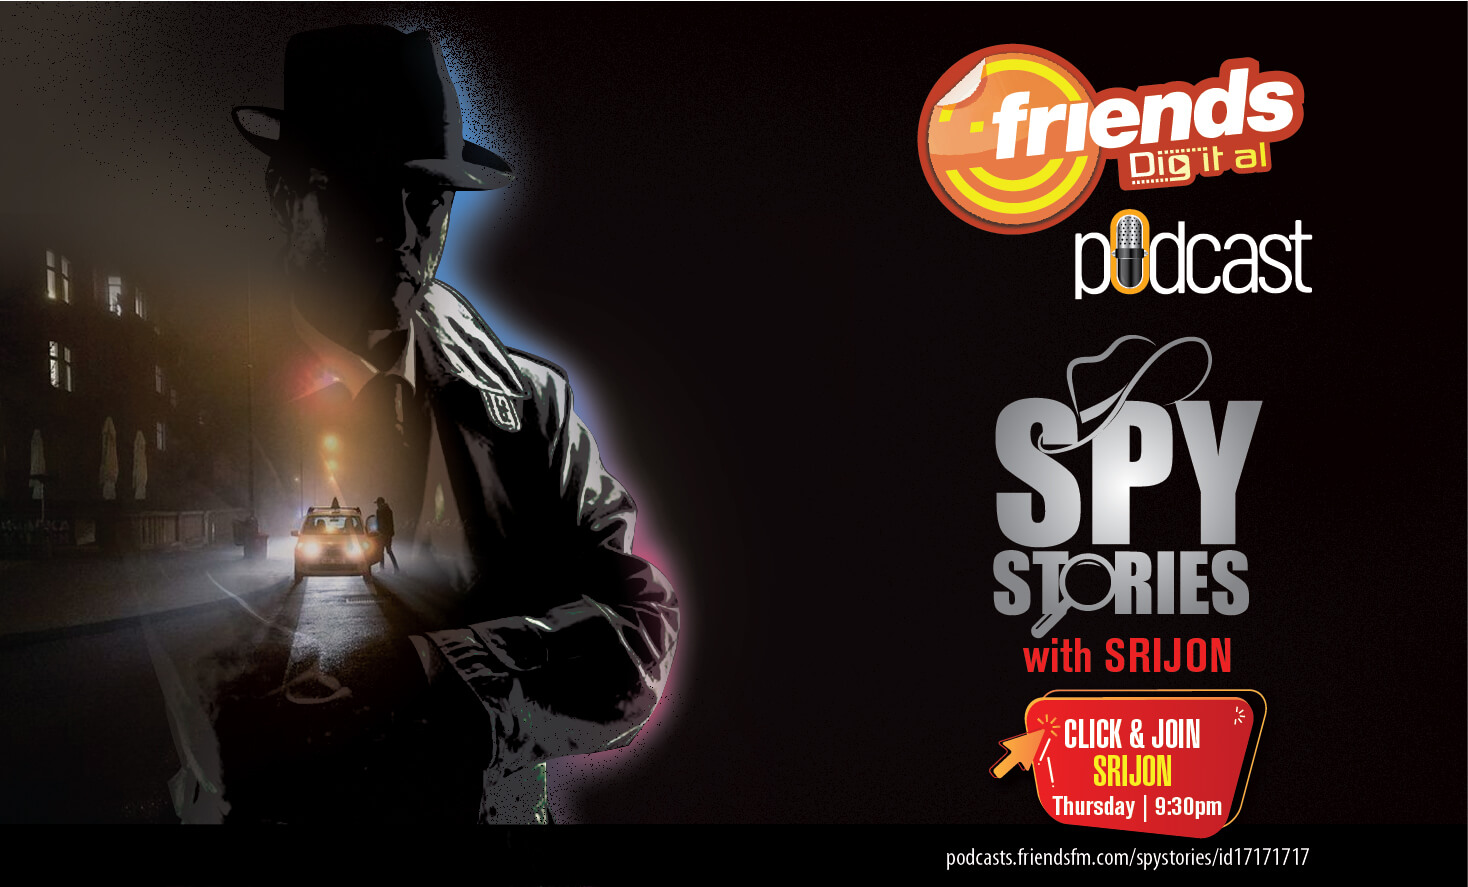 friends
Digital
podcast
SPY
STORIES
with SRIJON
CLICK & JOIN
SRIJON
Thursday | 9:30pm
podcasts.friendsfm.com/spystories/id17171717